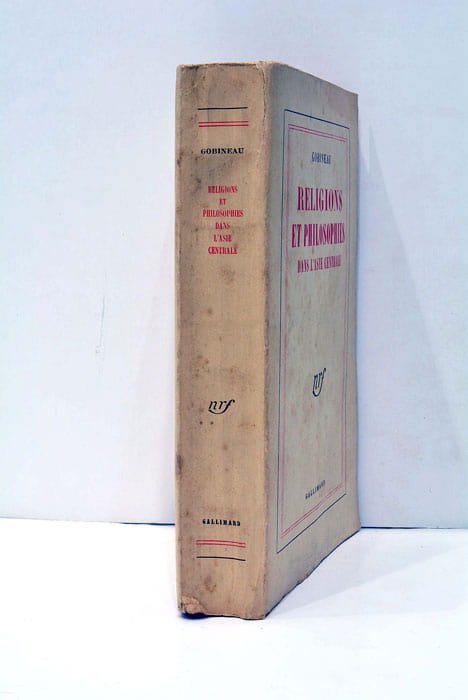 GOBINEAU
RELIGIONS
ET
PHILOSOPHIES
DANS
L'ASIE
CENTRALE
nrf
GALLIMARD
GOBINEAU
RELIGIONS
ET PHILOSOPHIES
DANS L'ASIE CENTRALE
nrf
GALLIMARD